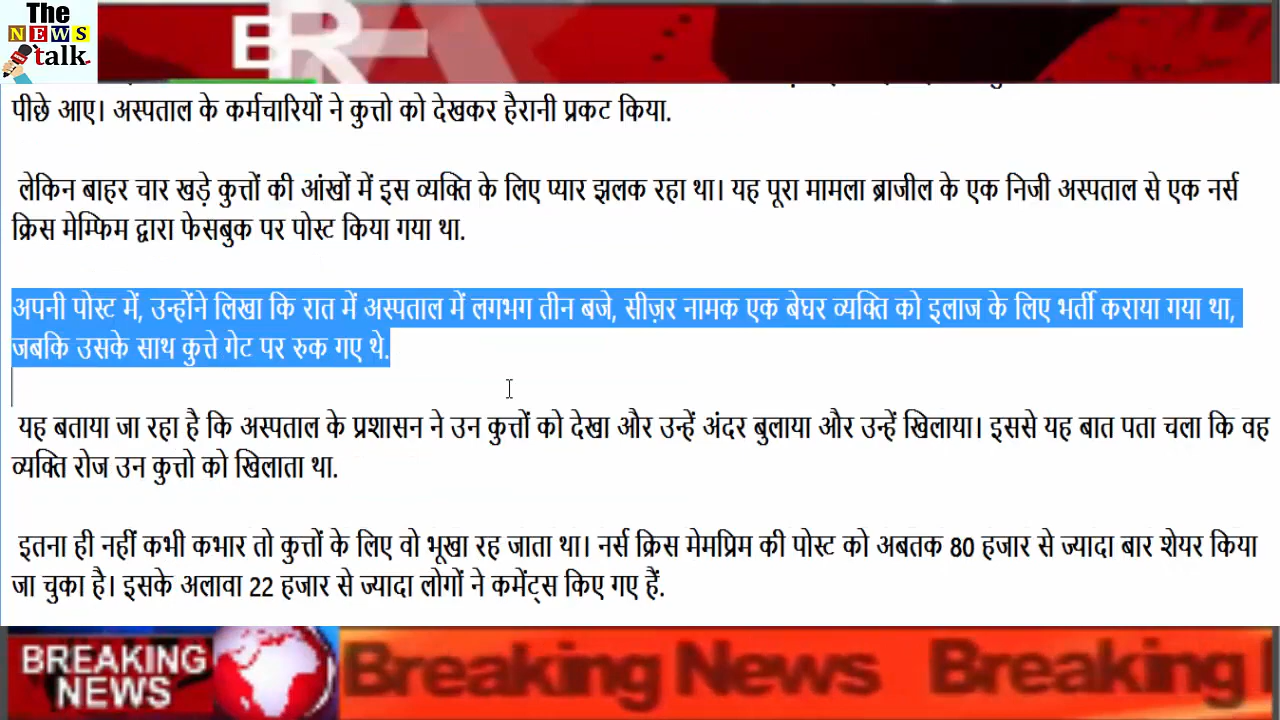 The
NEWS
talk
BR
पीछे आए। अस्पताल के कर्मचारियों ने कुत्तो को देखकर हैरानी प्रकट किया.
लेकिन बाहर चार खड़े कुत्तों की आंखों में इस व्यक्ति के लिए प्यार झलक रहा था। यह पूरा मामला ब्राजील के एक निजी अस्पताल से एक नर्स
क्रिस मेम्फिम द्वारा फेसबुक पर पोस्ट किया गया था.
अपनी पोस्ट में, उन्होंने लिखा कि रात में अस्पताल में लगभग तीन बजे, सीज़र नामक एक बेघर व्यक्ति को इलाज के लिए भर्ती कराया गया था,
जबकि उसके साथ कुत्ते गेट पर रुक गए थे.
यह बताया जा रहा है कि अस्पताल के प्रशासन ने उन कुत्तों को देखा और उन्हें अंदर बुलाया और उन्हें खिलाया। इससे यह बात पता चला कि वह
व्यक्ति रोज उन कुत्तो को खिलाता था.
इतना ही नहीं कभी कभार तो कुत्तों के लिए वो भूखा रह जाता था। नर्स क्रिस मेमप्रिम की पोस्ट को अबतक 80 हजार से ज्यादा बार शेयर किया
जा चुका है। इसके अलावा 22 हजार से ज्यादा लोगों ने कमेंट्स किए गए हैं.
BREAKING
NEWS
Breaking News Breaking